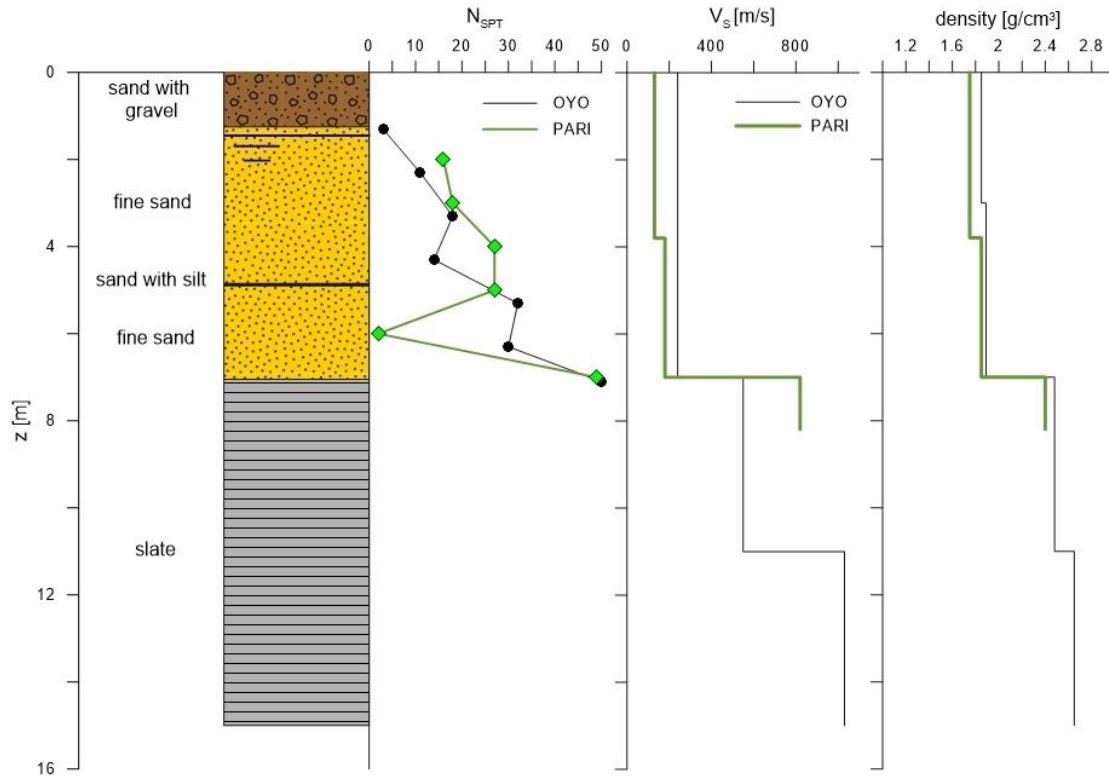 N_SPT
V_S [m/s]
density [g/cm³]
0 10 20 30 40 50
0 400 800
1.2 1.6 2 2.4 2.8
0
4
8
12
16
z [m]
sand with
gravel
fine sand
sand with silt
fine sand
slate
OYO
PARI
OYO
PARI
OYO
PARI